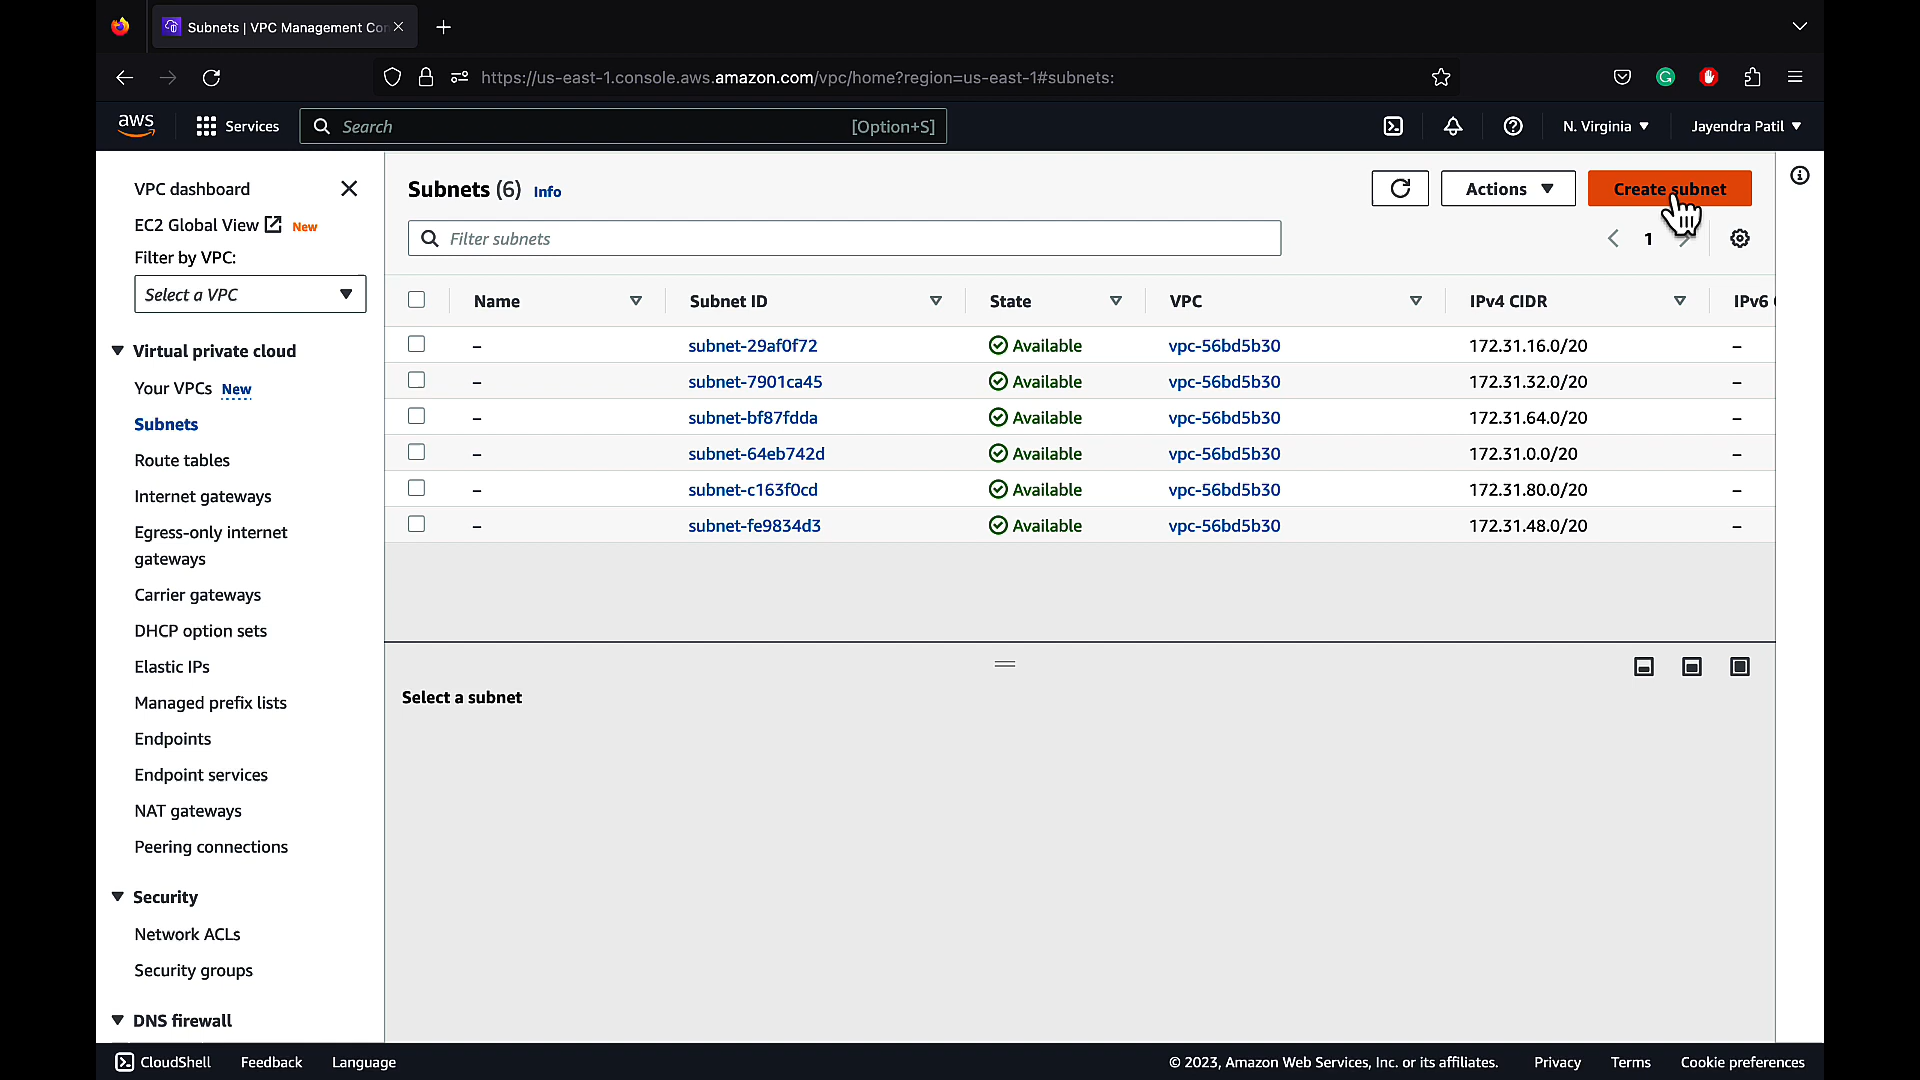 Subnets | VPC Management Con
https://us-east-1.console.aws.amazon.com/vpc/home?region=us-east-1#subnets:
aws
Services
Search
[Option+S]
N. Virginia
Jayendra Patil
VPC dashboard
EC2 Global View New
Filter by VPC:
Select a VPC
Virtual private cloud
Your VPCs New
Subnets
Route tables
Internet gateways
Egress-only internet
gateways
Carrier gateways
DHCP option sets
Elastic IPs
Managed prefix lists
Endpoints
Endpoint services
NAT gateways
Peering connections
Security
Network ACLs
Security groups
DNS firewall
Subnets (6) Info
Actions
Create subnet
Filter subnets
1
Name Subnet ID State VPC IPv4 CIDR IPv6
– subnet-29af0f72 Available vpc-56bd5b30 172.31.16.0/20 –
– subnet-7901ca45 Available vpc-56bd5b30 172.31.32.0/20 –
– subnet-bf87fdda Available vpc-56bd5b30 172.31.64.0/20 –
– subnet-64eb742d Available vpc-56bd5b30 172.31.0.0/20 –
– subnet-c163f0cd Available vpc-56bd5b30 172.31.80.0/20 –
– subnet-fe9834d3 Available vpc-56bd5b30 172.31.48.0/20 –
Select a subnet
CloudShell
Feedback
Language
© 2023, Amazon Web Services, Inc. or its affiliates.
Privacy
Terms
Cookie preferences